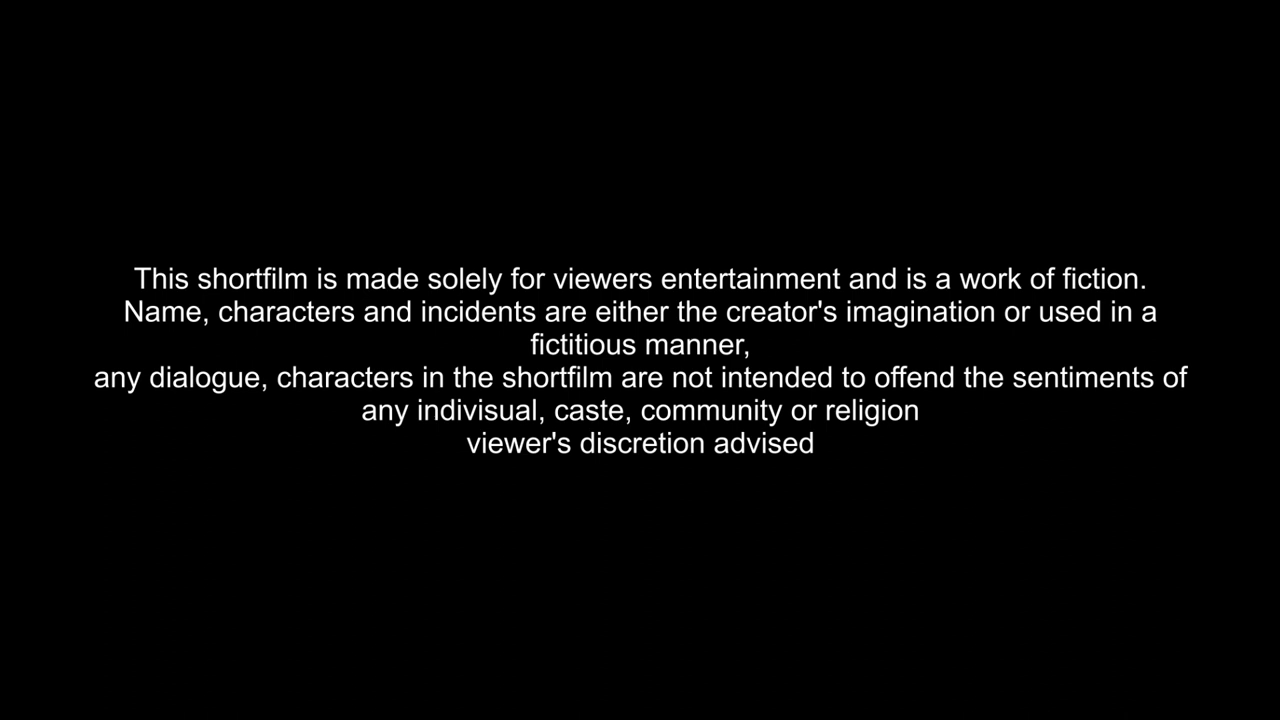 This shortfilm is made solely for viewers entertainment and is a work of fiction.
Name, characters and incidents are either the creator's imagination or used in a
fictitious manner,
any dialogue, characters in the shortfilm are not intended to offend the sentiments of
any indivisual, caste, community or religion
viewer's discretion advised